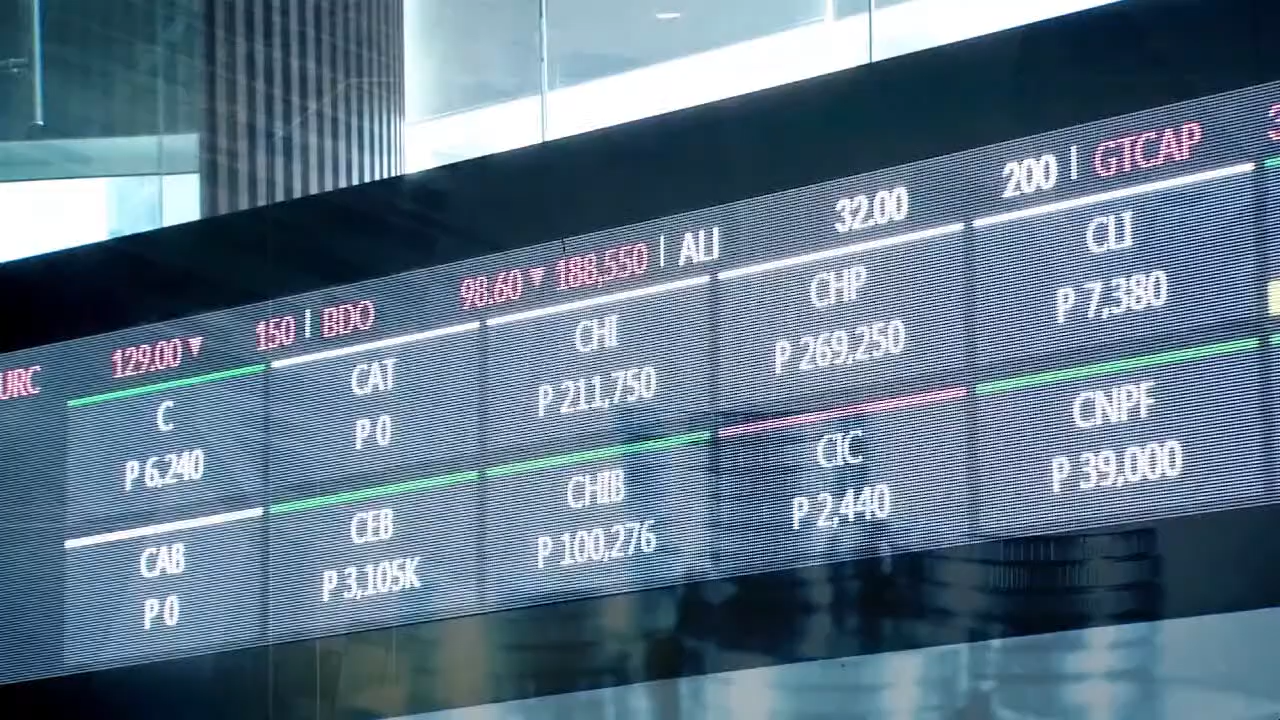 URC 129.00 ▼ 150 | BDO 98.60 ▼ 188,550 | ALI 32.00 200 | GTCAP
C CAT CHI CHP CLI
P 6,240 P 0 P 211,750 P 269,250 P 7,380
CAB CEB CHIB CIC CNPF
P 0 P 3,105K P 100,276 P 2,440 P 39,000